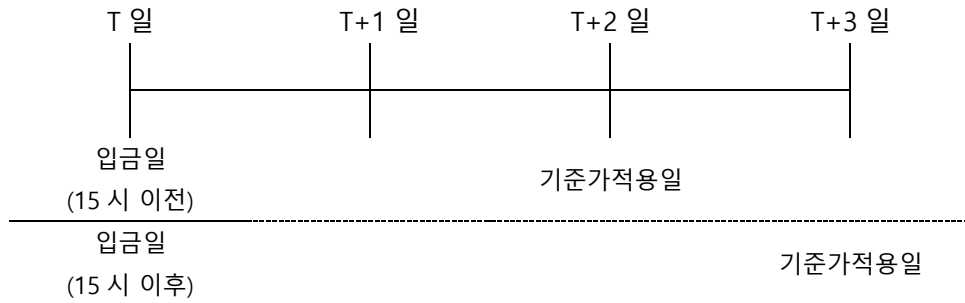 T 일 T+1 일 T+2 일 T+3 일
입금일
(15 시 이전)
기준가적용일
입금일
(15 시 이후)
기준가적용일